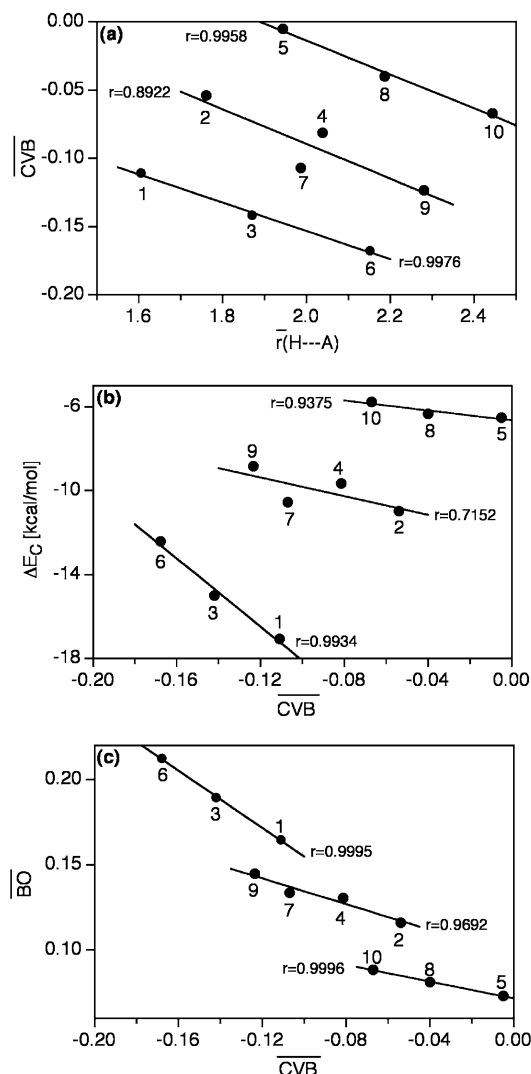 (a)
0.00
r=0.9958
5
-0.05
r=0.8922
2
4
8
10
CVB
-0.10
1
7
9
-0.15
3
6
r=0.9976
-0.20
1.6 1.8 2.0 2.2 2.4
r(H---A)
(b)
-6
r=0.9375
10
8
5
9
4
-10
7
2
r=0.7152
ΔEC [kcal/mol]
6
-14
3
1
r=0.9934
-18
-0.20 -0.16 -0.12 -0.08 -0.04 0.00
CVB
(c)
0.20
6
3
1
r=0.9995
BO
0.15
9
7
4
2
r=0.9692
0.10
r=0.9996
10
8
5
-0.20 -0.16 -0.12 -0.08 -0.04 0.00
CVB